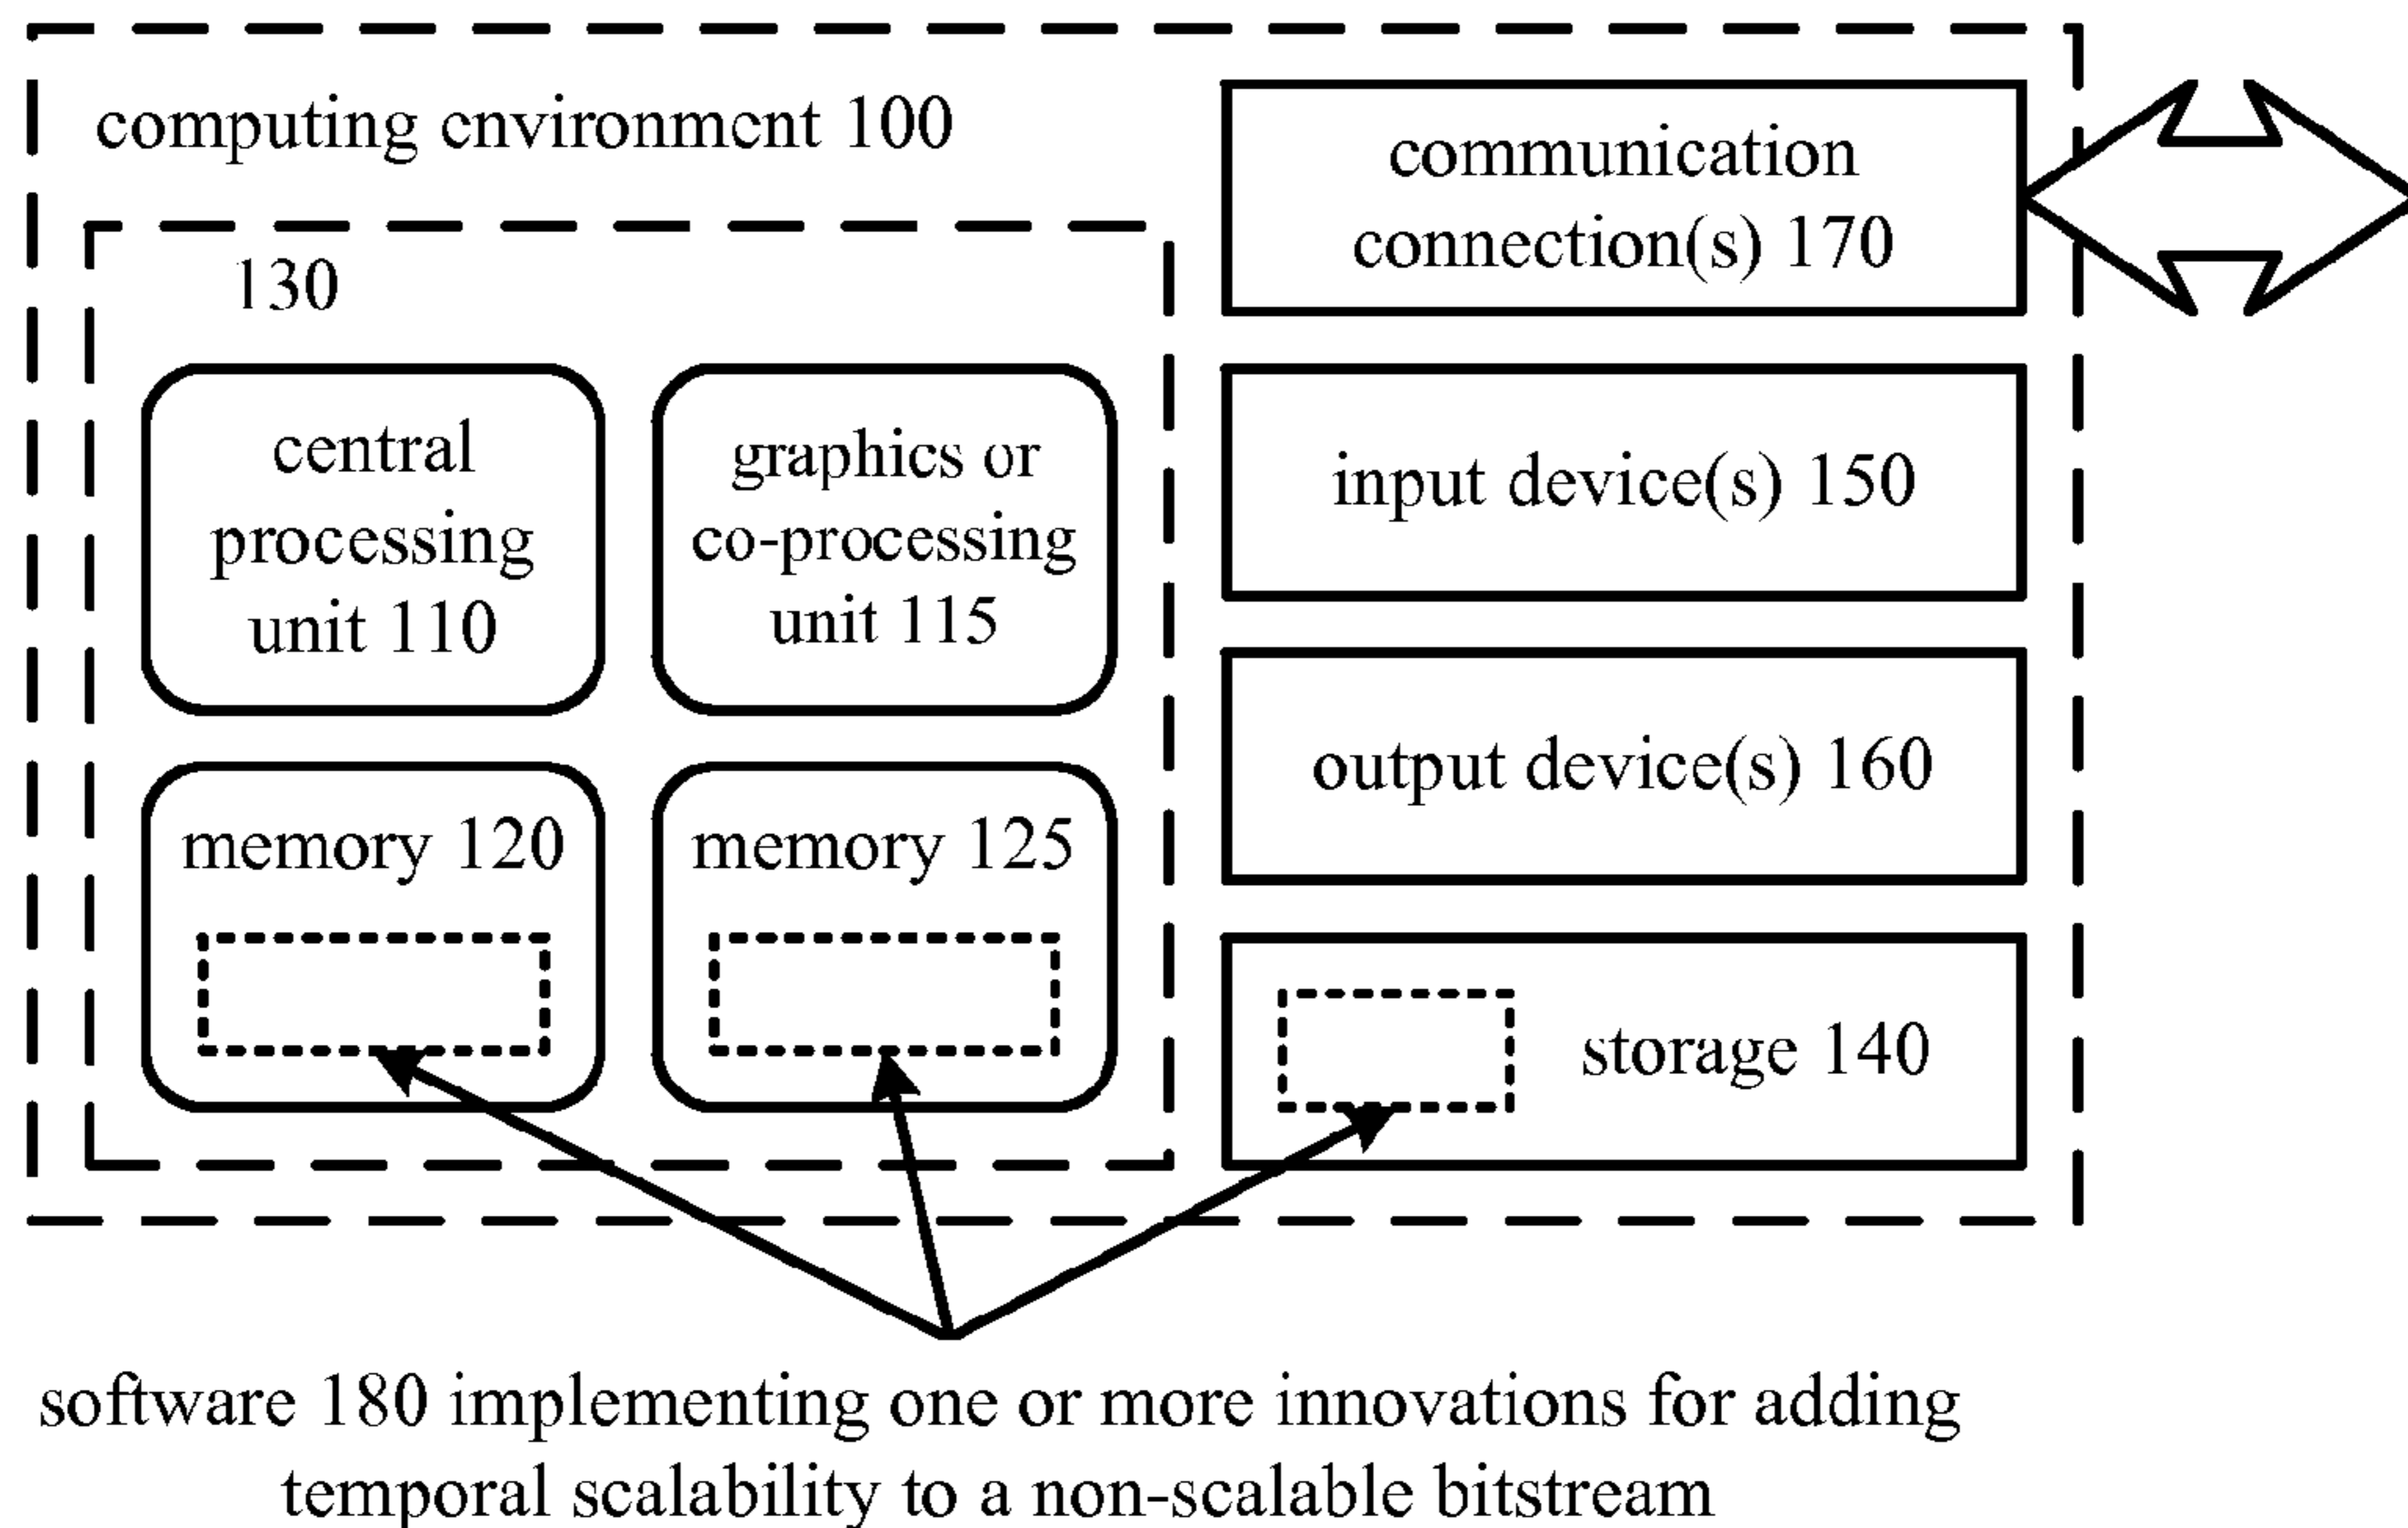 computing environment 100
130
central
processing
unit 110
graphics or
co-processing
unit 115
memory 120
memory 125
communication
connection(s) 170
input device(s) 150
output device(s) 160
storage 140
software 180 implementing one or more innovations for adding
temporal scalability to a non-scalable bitstream